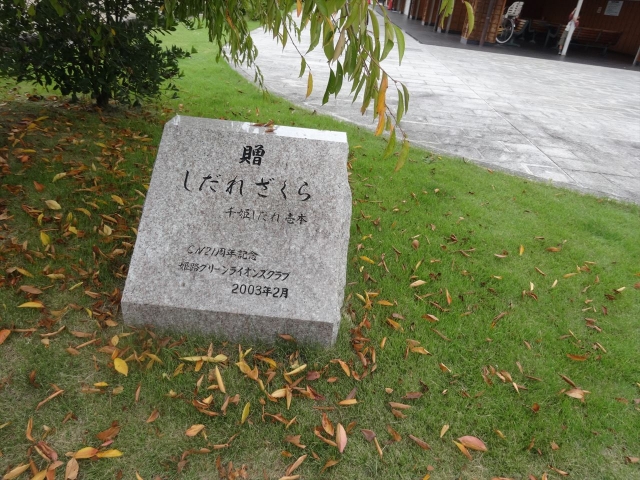 贈
しだれざくら
千姫しだれ壱本
CN21周年記念
姫路グリーンライオンズクラブ
2003年2月